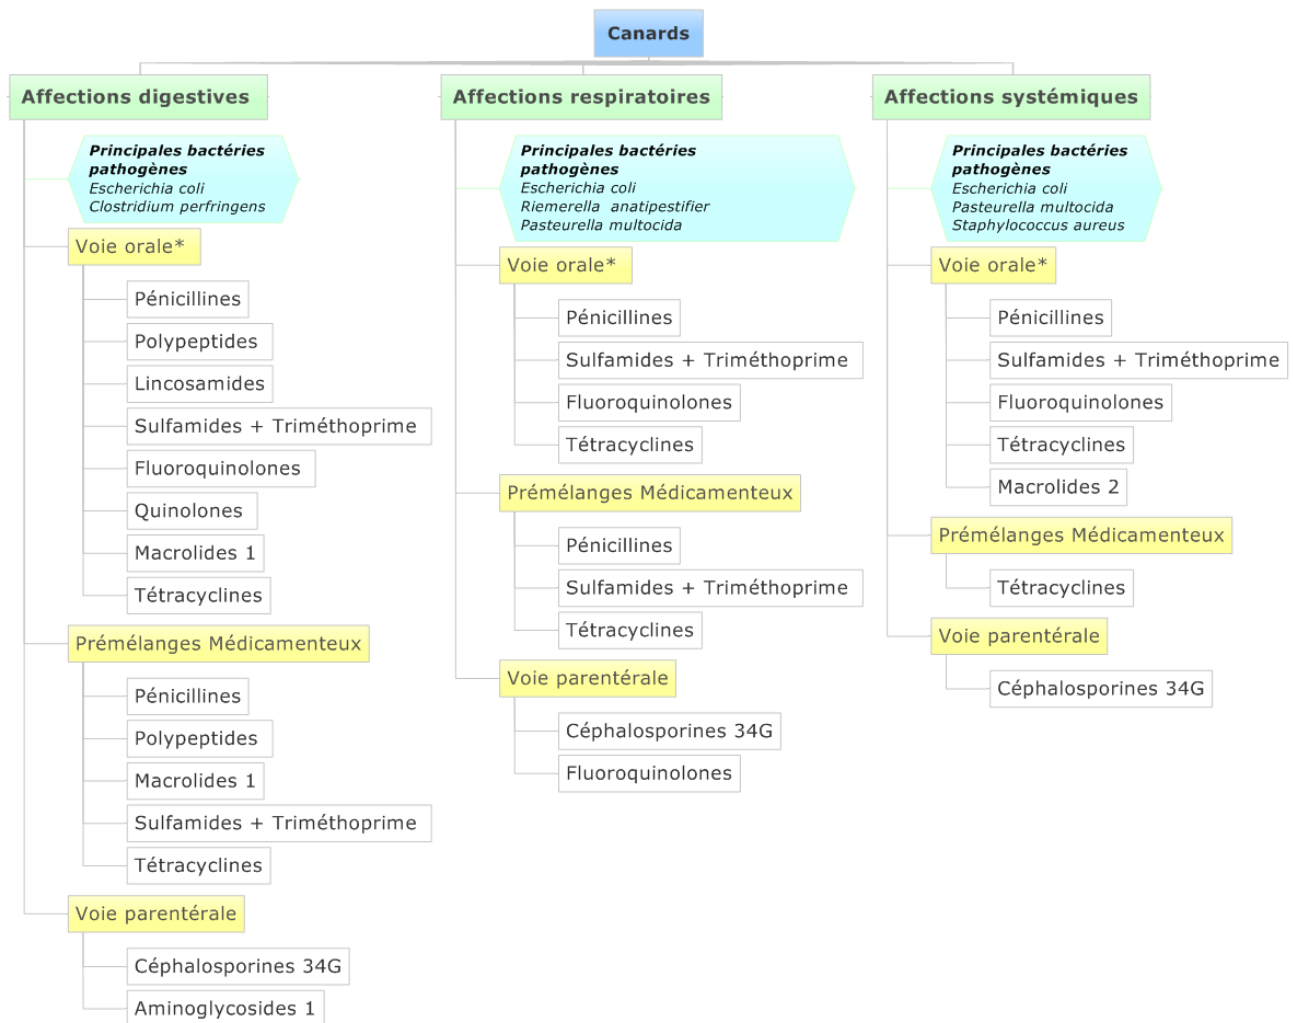 Canards
Affections digestives
Principales bactéries
pathogènes
Escherichia coli
Clostridium perfringens
Voie orale*
Pénicillines
Polypeptides
Lincosamides
Sulfamides + Triméthoprime
Fluoroquinolones
Quinolones
Macrolides 1
Tétracyclines
Prémélanges Médicamenteux
Pénicillines
Polypeptides
Macrolides 1
Sulfamides + Triméthoprime
Tétracyclines
Voie parentérale
Céphalosporines 34G
Aminoglycosides 1
Affections respiratoires
Principales bactéries
pathogènes
Escherichia coli
Riemerella anatipestifier
Pasteurella multocida
Voie orale*
Pénicillines
Sulfamides + Triméthoprime
Fluoroquinolones
Tétracyclines
Prémélanges Médicamenteux
Pénicillines
Sulfamides + Triméthoprime
Tétracyclines
Voie parentérale
Céphalosporines 34G
Fluoroquinolones
Affections systémiques
Principales bactéries
pathogènes
Escherichia coli
Pasteurella multocida
Staphylococcus aureus
Voie orale*
Pénicillines
Sulfamides + Triméthoprime
Fluoroquinolones
Tétracyclines
Macrolides 2
Prémélanges Médicamenteux
Tétracyclines
Voie parentérale
Céphalosporines 34G